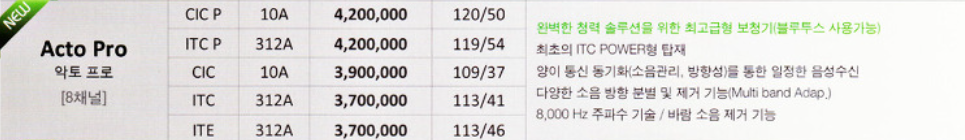 NEW
Acto Pro
악토 프로
[8채널]
CIC P 10A 4,200,000 120/50
ITC P 312A 4,200,000 119/54
CIC 10A 3,900,000 109/37
ITC 312A 3,700,000 113/41
ITE 312A 3,700,000 113/46
완벽한 청력 솔루션을 위한 최고급형 보청기(블루투스 사용가능)
최초의 ITC POWER형 탑재
양이 통신 동기화(소음관리, 방향성)를 통한 일정한 음성수신
다양한 소음 방향 분별 및 제거 기능(Multi band Adap,)
8,000 Hz 주파수 기술 / 바람 소음 제거 기능